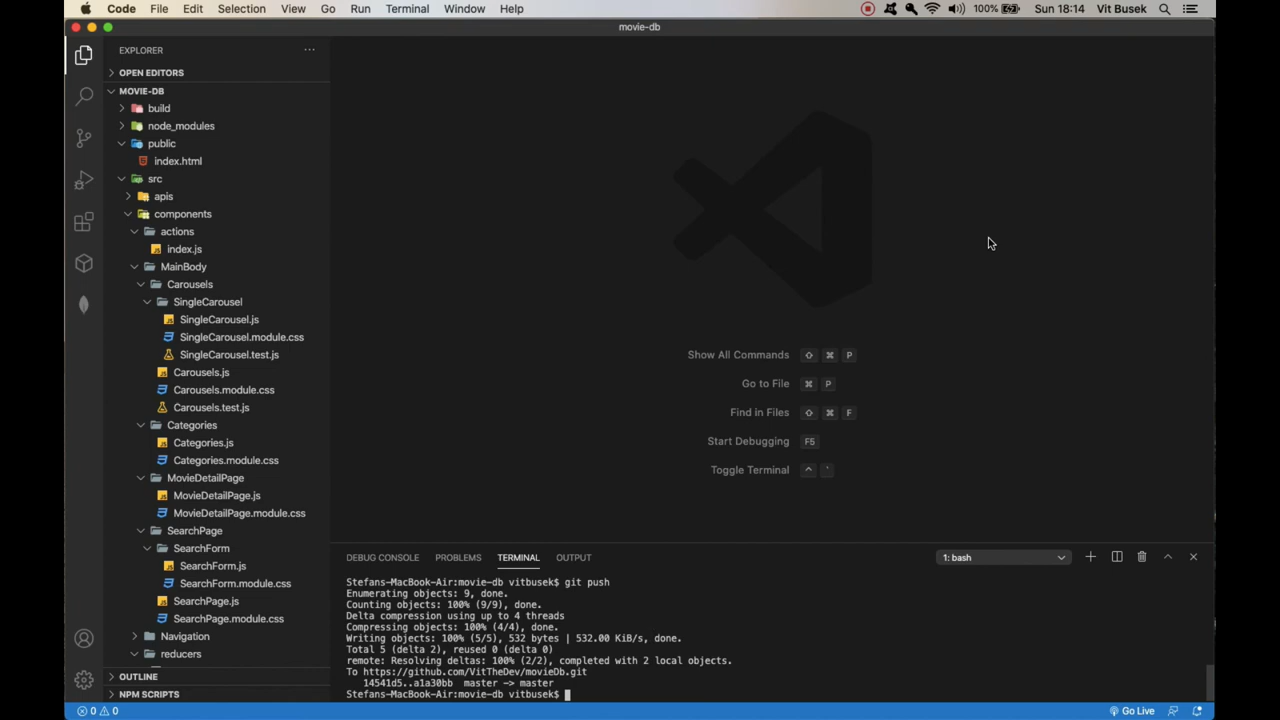 Code File Edit Selection View Go Run Terminal Window Help 100% Sun 18:14 Vit Busek
movie-db
EXPLORER
OPEN EDITORS
MOVIE-DB
build
node_modules
public
index.html
src
apis
components
actions
index.js
MainBody
Carousels
SingleCarousel
SingleCarousel.js
SingleCarousel.module.css
SingleCarousel.test.js
Carousels.js
Carousels.module.css
Carousels.test.js
Categories
Categories.js
Categories.module.css
MovieDetailPage
MovieDetailPage.js
MovieDetailPage.module.css
SearchPage
SearchForm
SearchForm.js
SearchForm.module.css
SearchPage.js
SearchPage.module.css
Navigation
reducers
OUTLINE
NPM SCRIPTS
Show All Commands ⇧ ⌘ P
Go to File ⌘ P
Find in Files ⇧ ⌘ F
Start Debugging F5
Toggle Terminal ^ `
DEBUG CONSOLE PROBLEMS TERMINAL OUTPUT 1: bash
Stefans-MacBook-Air:movie-db vitbusek$ git push
Enumerating objects: 9, done.
Counting objects: 100% (9/9), done.
Delta compression using up to 4 threads
Compressing objects: 100% (4/4), done.
Writing objects: 100% (5/5), 532 bytes | 532.00 KiB/s, done.
Total 5 (delta 2), reused 0 (delta 0)
remote: Resolving deltas: 100% (2/2), completed with 2 local objects.
To https://github.com/VitTheDev/movieDb.git
14541d5..a1a30bb master -> master
Stefans-MacBook-Air:movie-db vitbusek$
0 0 Go Live